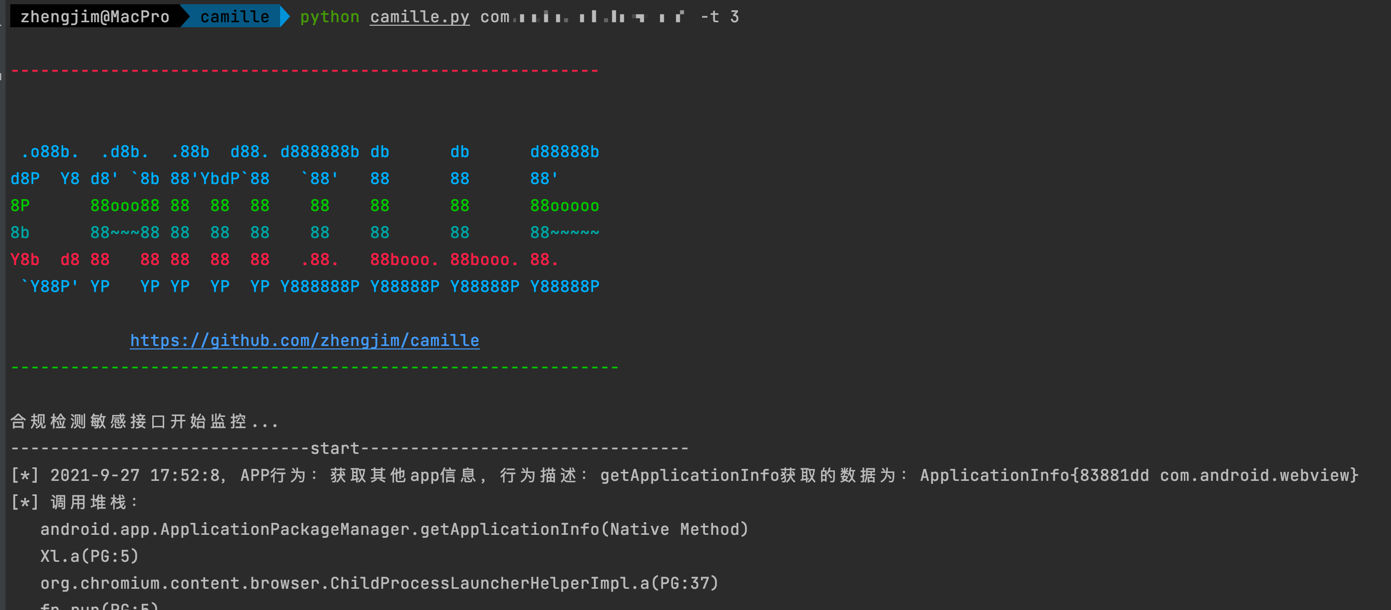 zhengjim@MacPro camille python camille.py com. -t 3
-----------------------------------------------------------
 .o88b.  .d8b.  .88b  d88. d888888b db      db      d88888b
d8P  Y8 d8' `8b 88'YbdP`88   `88'   88      88      88'
8P      88ooo88 88  88  88    88    88      88      88ooooo
8b      88~~~88 88  88  88    88    88      88      88~~~~~
Y8b  d8 88   88 88  88  88   .88.   88booo. 88booo. 88.
 `Y88P' YP   YP YP  YP  YP Y888888P Y88888P Y88888P Y88888P
https://github.com/zhengjim/camille
-------------------------------------------------------------
合规检测敏感接口开始监控...
------------------------------start---------------------------------
[*] 2021-9-27 17:52:8, APP行为：获取其他app信息, 行为描述：getApplicationInfo获取的数据为：ApplicationInfo{83881dd com.android.webview}
[*] 调用堆栈：
android.app.ApplicationPackageManager.getApplicationInfo(Native Method)
Xl.a(PG:5)
org.chromium.content.browser.ChildProcessLauncherHelperImpl.a(PG:37)